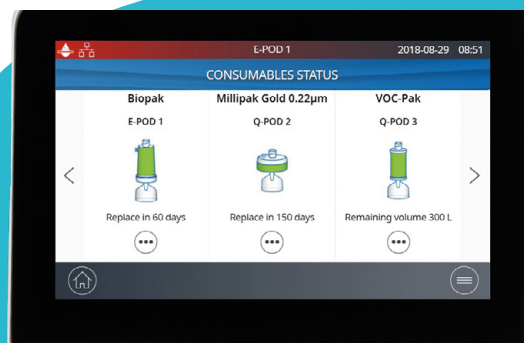 E-POD 1 2018-08-29 08:51
CONSUMABLES STATUS
Biopak Millipak Gold 0.22µm VOC-Pak
E-POD 1 Q-POD 2 Q-POD 3
Replace in 60 days Replace in 150 days Remaining volume 300 L